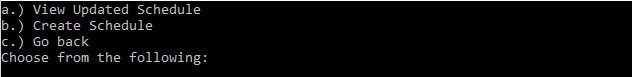 a.) View Updated Schedule
b.) Create Schedule
c.) Go back
Choose from the following: